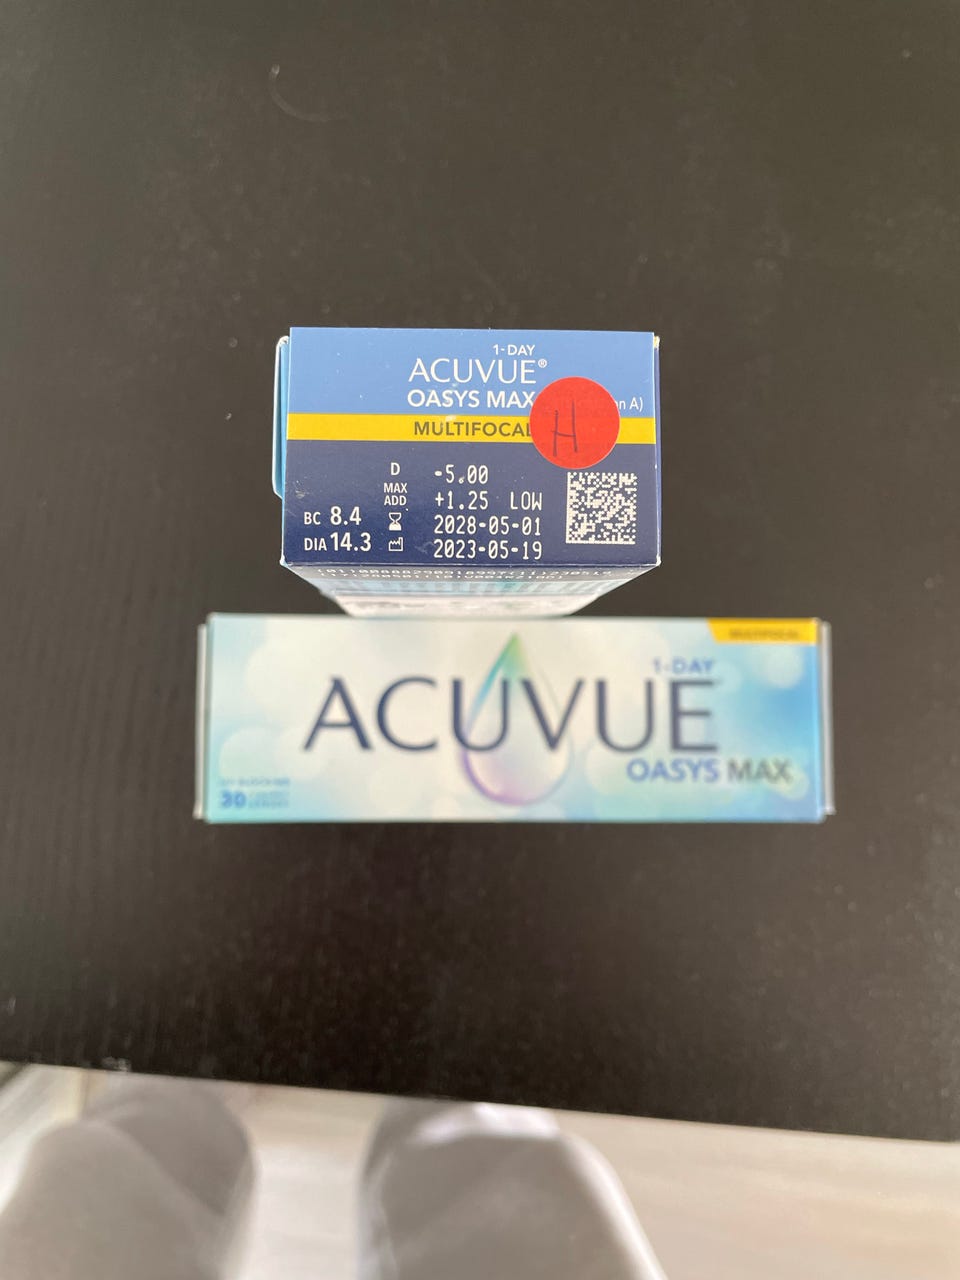 1-DAY
ACUVUE®
OASYS MAX n A)
MULTIFOCAL
H
D -5.00
MAX ADD +1.25 LOW
BC 8.4
2028-05-01
DIA 14.3
2023-05-19
MULTIFOCAL
1-DAY
ACUVUE
OASYS MAX
30